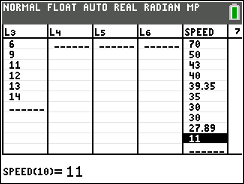 NORMAL FLOAT AUTO REAL RADIAN MP
L3 L4 L5 L6 SPEED 7
6 ------ ------ ------ 70
9 50
11 43
12 40
13 39.35
14 35
------ 30
30
27.89
11
------
SPEED(10)=11